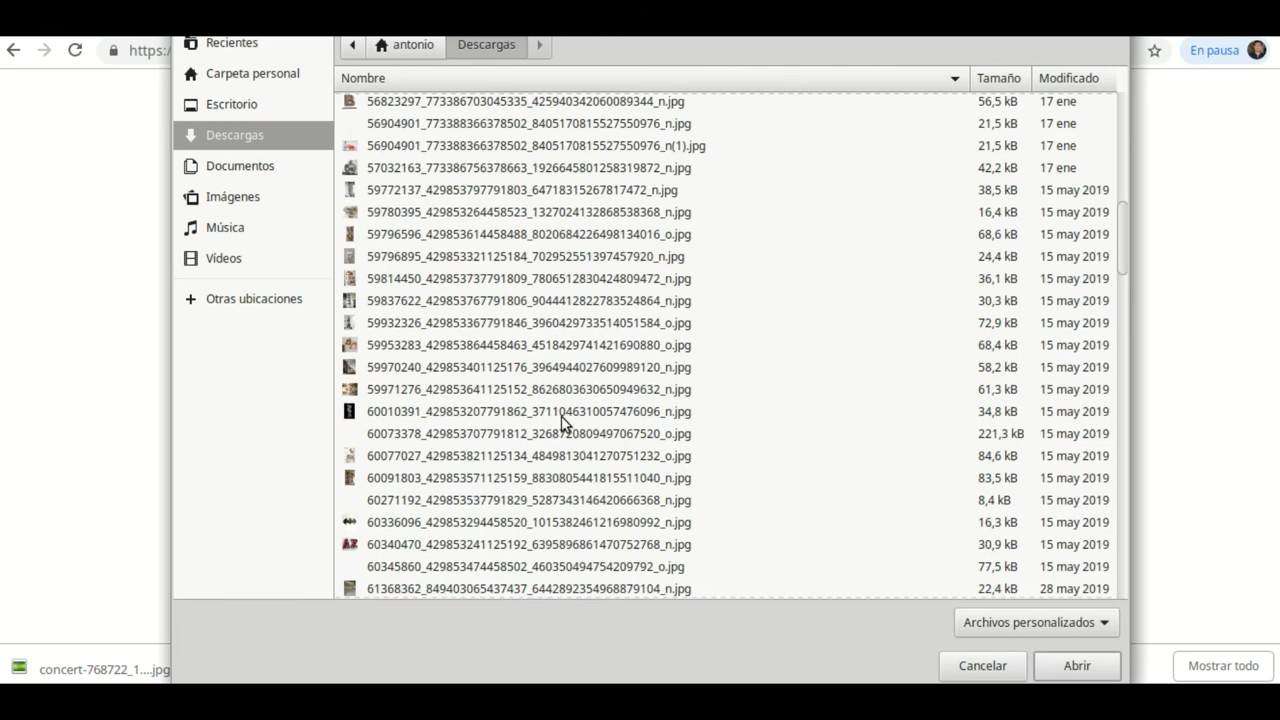 https:/
En pausa
Recientes
Carpeta personal
Escritorio
Descargas
Documentos
Imágenes
Música
Vídeos
Otras ubicaciones
antonio Descargas
Nombre Tamaño Modificado
56823297_773386703045335_425940342060089344_n.jpg 56,5 kB 17 ene
56904901_773388366378502_8405170815527550976_n.jpg 21,5 kB 17 ene
56904901_773388366378502_8405170815527550976_n(1).jpg 21,5 kB 17 ene
57032163_773386756378663_1926645801258319872_n.jpg 42,2 kB 17 ene
59772137_429853797791803_64718315267817472_n.jpg 38,5 kB 15 may 2019
59780395_429853264458523_1327024132868538368_n.jpg 16,4 kB 15 may 2019
59796596_429853614458488_8020684226498134016_o.jpg 68,6 kB 15 may 2019
59796895_429853321125184_702952551397457920_n.jpg 24,4 kB 15 may 2019
59814450_429853737791809_7806512830424809472_n.jpg 36,1 kB 15 may 2019
59837622_429853767791806_9044412822783524864_n.jpg 30,3 kB 15 may 2019
59932326_429853367791846_3960429733514051584_o.jpg 72,9 kB 15 may 2019
59953283_429853864458463_4518429741421690880_o.jpg 68,4 kB 15 may 2019
59970240_429853401125176_3964944027609989120_n.jpg 58,2 kB 15 may 2019
59971276_429853641125152_8626803630650949632_n.jpg 61,3 kB 15 may 2019
60010391_429853207791862_3711046310057476096_n.jpg 34,8 kB 15 may 2019
60073378_429853707791812_3268720809497067520_o.jpg 221,3 kB 15 may 2019
60077027_429853821125134_4849813041270751232_o.jpg 84,6 kB 15 may 2019
60091803_429853571125159_8830805441815511040_n.jpg 83,5 kB 15 may 2019
60271192_429853537791829_5287343146420666368_n.jpg 8,4 kB 15 may 2019
60336096_429853294458520_1015382461216980992_n.jpg 16,3 kB 15 may 2019
60340470_429853241125192_6395896861470752768_n.jpg 30,9 kB 15 may 2019
60345860_429853474458502_460350494754209792_o.jpg 77,5 kB 15 may 2019
61368362_849403065437437_6442892354968879104_n.jpg 22,4 kB 28 may 2019
Archivos personalizados
Cancelar Abrir
concert-768722_1....jpg
Mostrar todo